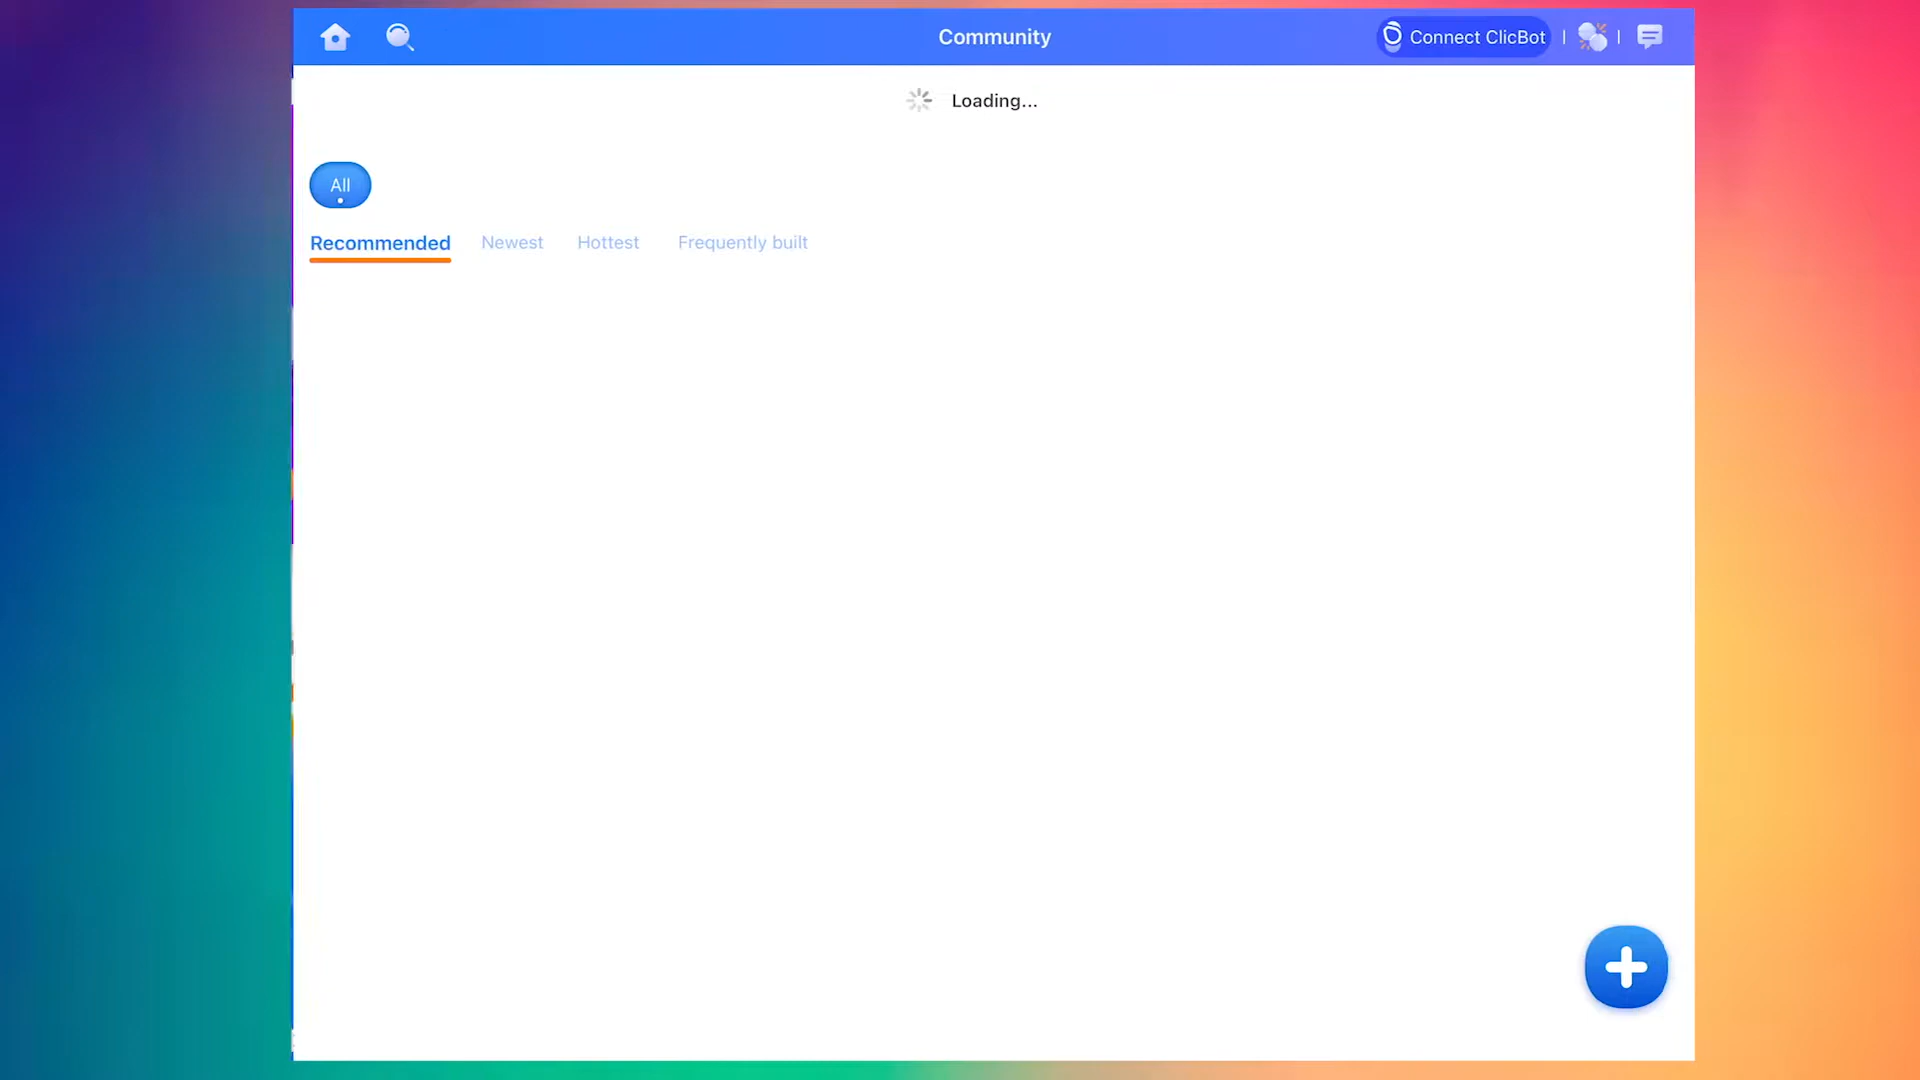 Community
Connect ClicBot
Loading...
All
Recommended Newest Hottest Frequently built